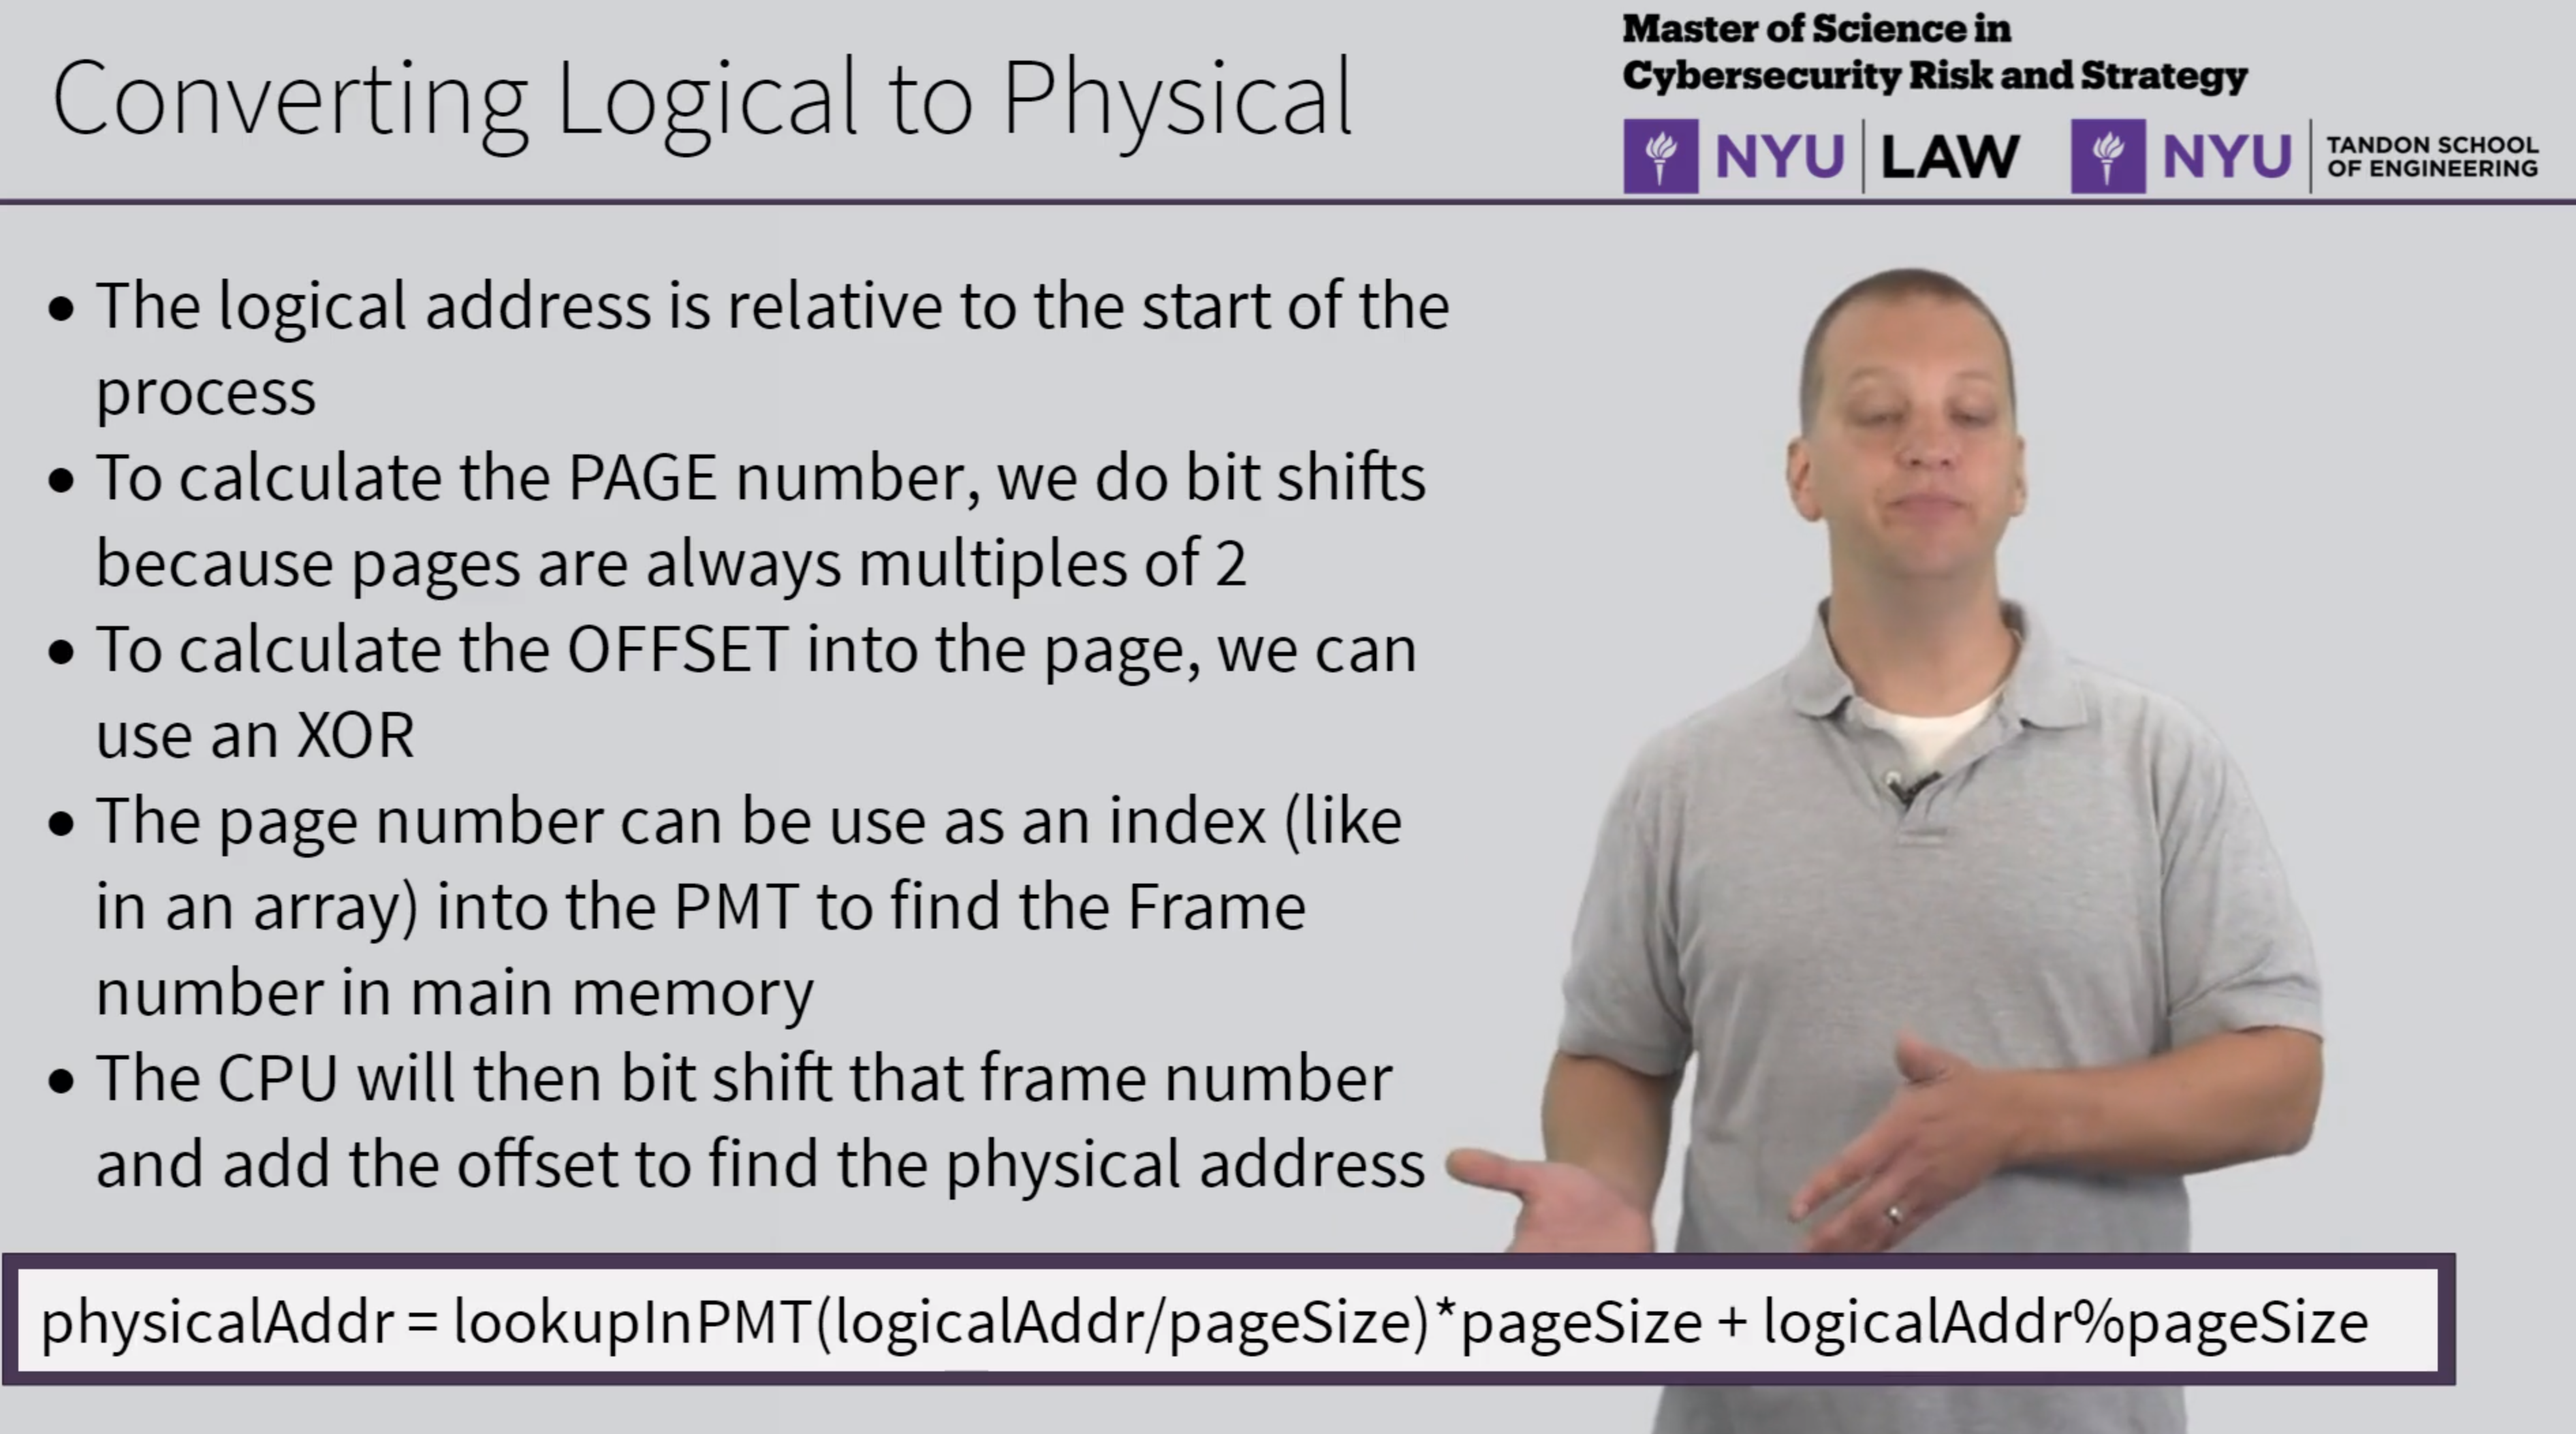 Converting Logical to Physical
Master of Science in
Cybersecurity Risk and Strategy
NYU LAW NYU TANDON SCHOOL
OF ENGINEERING
• The logical address is relative to the start of the
process
• To calculate the PAGE number, we do bit shifts
because pages are always multiples of 2
• To calculate the OFFSET into the page, we can
use an XOR
• The page number can be use as an index (like
in an array) into the PMT to find the Frame
number in main memory
• The CPU will then bit shift that frame number
and add the offset to find the physical address
physicalAddr = lookupInPMT(logicalAddr/pageSize)*pageSize + logicalAddr%pageSize